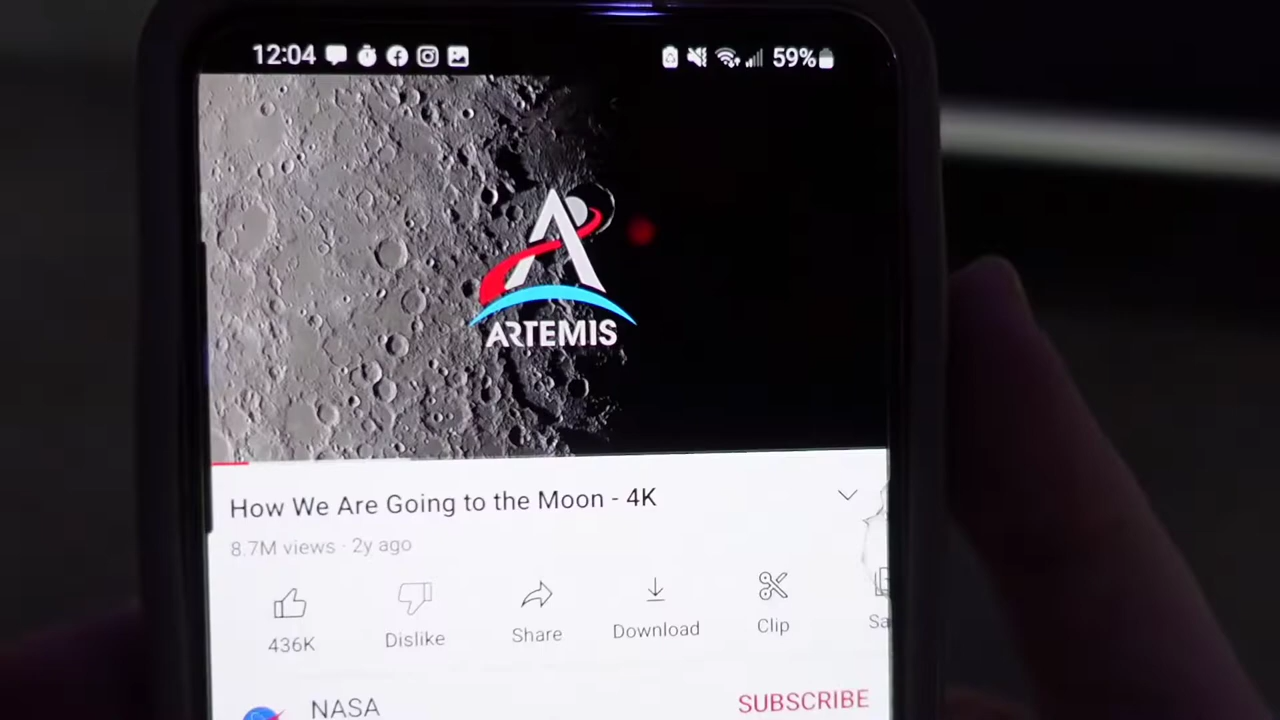 12:04 59%
ARTEMIS
How We Are Going to the Moon - 4K
8.7M views · 2y ago
436K Dislike Share Download Clip Sa
NASA SUBSCRIBE